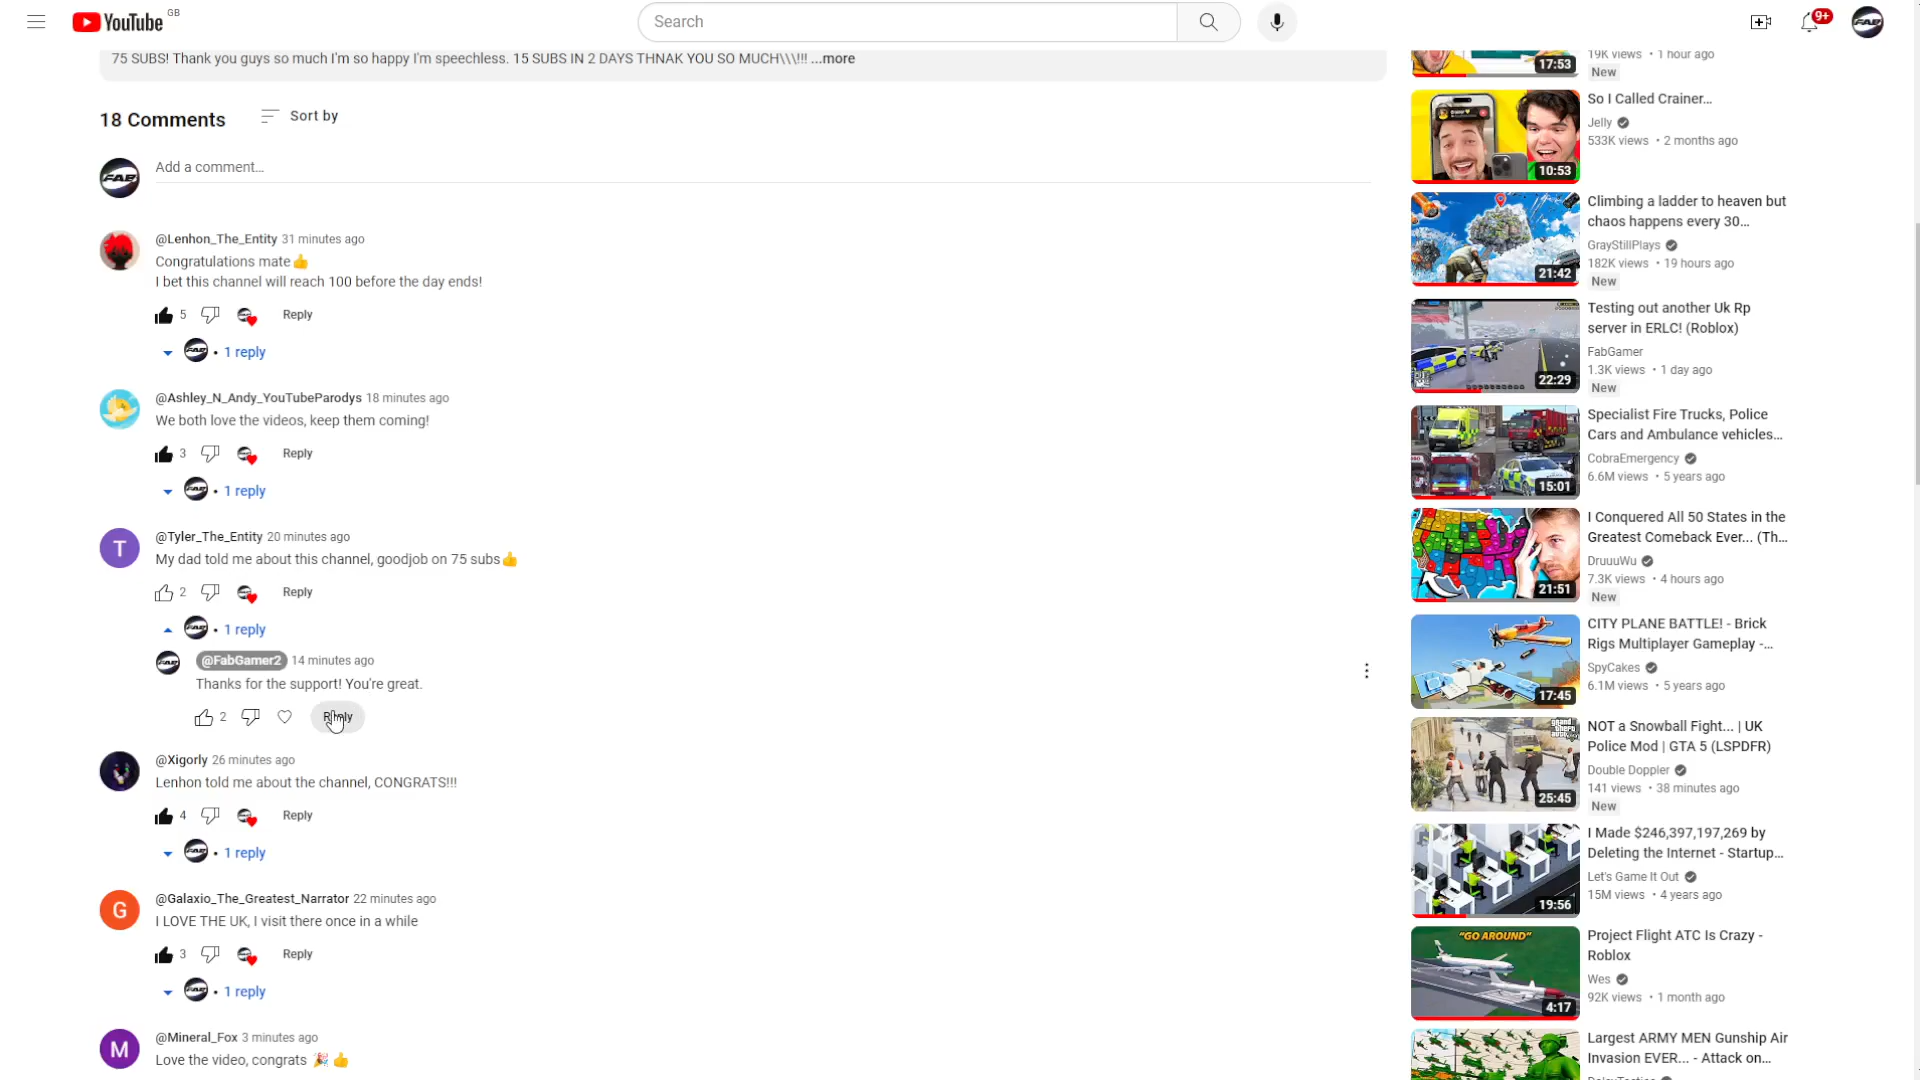 YouTube GB
Search
9+
75 SUBS! Thank you guys so much I'm so happy I'm speechless. 15 SUBS IN 2 DAYS THNAK YOU SO MUCH\\\!!! ...more
18 Comments
Sort by
Add a comment...
@Lenhon_The_Entity 31 minutes ago
Congratulations mate👍
I bet this channel will reach 100 before the day ends!
5 Reply
FAB • 1 reply
@Ashley_N_Andy_YouTubeParodys 18 minutes ago
We both love the videos, keep them coming!
3 Reply
FAB • 1 reply
@Tyler_The_Entity 20 minutes ago
T
My dad told me about this channel, goodjob on 75 subs👍
2 Reply
FAB • 1 reply
@FabGamer2 14 minutes ago
Thanks for the support! You're great.
2 Reply
@Xigorly 26 minutes ago
Lenhon told me about the channel, CONGRATS!!!
4 Reply
FAB • 1 reply
@Galaxio_The_Greatest_Narrator 22 minutes ago
G
I LOVE THE UK, I visit there once in a while
3 Reply
FAB • 1 reply
@Mineral_Fox 3 minutes ago
M
Love the video, congrats 🎉 👍
19K views • 1 hour ago
17:53
New
So I Called Crainer...
Jelly
533K views • 2 months ago
10:53
Climbing a ladder to heaven but
chaos happens every 30...
GrayStillPlays
182K views • 19 hours ago
21:42
New
Testing out another Uk Rp
server in ERLC! (Roblox)
FabGamer
1.3K views • 1 day ago
22:29
New
Specialist Fire Trucks, Police
Cars and Ambulance vehicles...
CobraEmergency
6.6M views • 5 years ago
15:01
I Conquered All 50 States in the
Greatest Comeback Ever... (Th...
DruuuWu
7.3K views • 4 hours ago
21:51
New
CITY PLANE BATTLE! - Brick
Rigs Multiplayer Gameplay -...
SpyCakes
6.1M views • 5 years ago
17:45
NOT a Snowball Fight... | UK
Police Mod | GTA 5 (LSPDFR)
Double Doppler
141 views • 38 minutes ago
25:45
New
I Made $246,397,197,269 by
Deleting the Internet - Startup...
Let's Game It Out
15M views • 4 years ago
19:56
"GO AROUND"
Project Flight ATC Is Crazy -
Roblox
Wes
92K views • 1 month ago
4:17
Largest ARMY MEN Gunship Air
Invasion EVER... - Attack on...